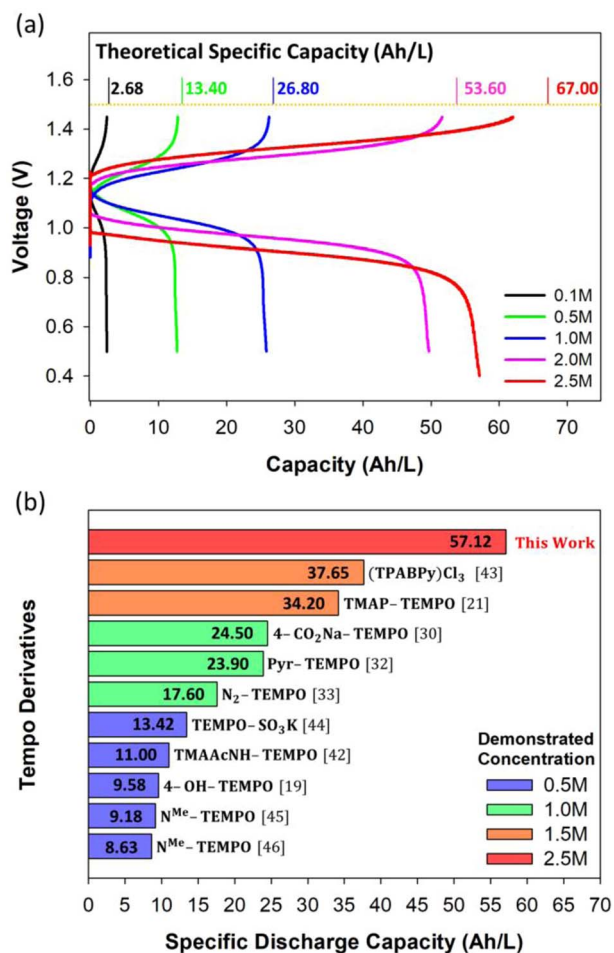 (a)
Theoretical Specific Capacity (Ah/L)
2.68 13.40 26.80 53.60 67.00
1.6
1.4
1.2
1.0
0.8
0.6
0.4
Voltage (V)
0.1M
0.5M
1.0M
2.0M
2.5M
0 10 20 30 40 50 60 70
Capacity (Ah/L)
(b)
Tempo Derivatives
57.12 This Work
37.65 (TPABPy)Cl₃ [43]
34.20 TMAP-TEMPO [21]
24.50 4-CO₂Na-TEMPO [30]
23.90 Pyr-TEMPO [32]
17.60 N₂-TEMPO [33]
13.42 TEMPO-SO₃K [44]
11.00 TMAAcNH-TEMPO [42]
9.58 4-OH-TEMPO [19]
9.18 Nᴹᵉ-TEMPO [45]
8.63 Nᴹᵉ-TEMPO [46]
Demonstrated
Concentration
0.5M
1.0M
1.5M
2.5M
0 5 10 15 20 25 30 35 40 45 50 55 60 65 70
Specific Discharge Capacity (Ah/L)